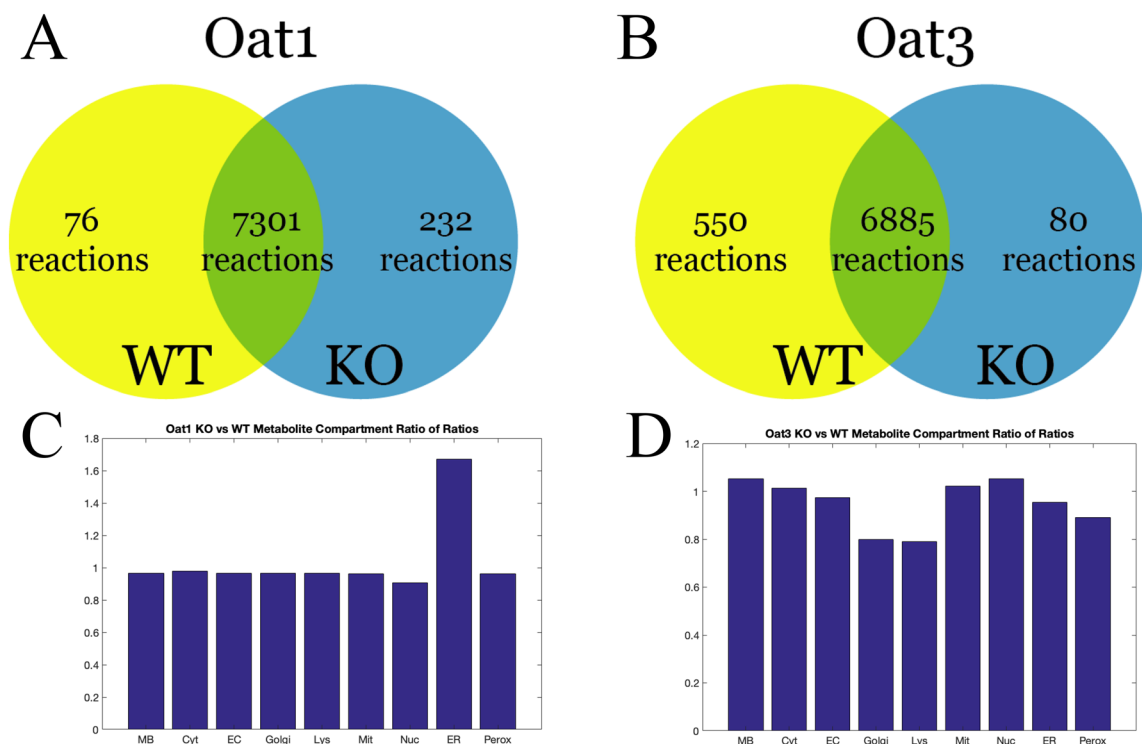 A
Oat1
76
reactions
7301
reactions
232
reactions
WT
KO
B
Oat3
550
reactions
6885
reactions
80
reactions
WT
KO
C
Oat1 KO vs WT Metabolite Compartment Ratio of Ratios
1.8
1.6
1.4
1.2
1
0.8
0.6
0.4
0.2
0
MB Cyt EC Golgi Lys Mit Nuc ER Perox
D
Oat3 KO vs WT Metabolite Compartment Ratio of Ratios
1.2
1
0.8
0.6
0.4
0.2
0
MB Cyt EC Golgi Lys Mit Nuc ER Perox